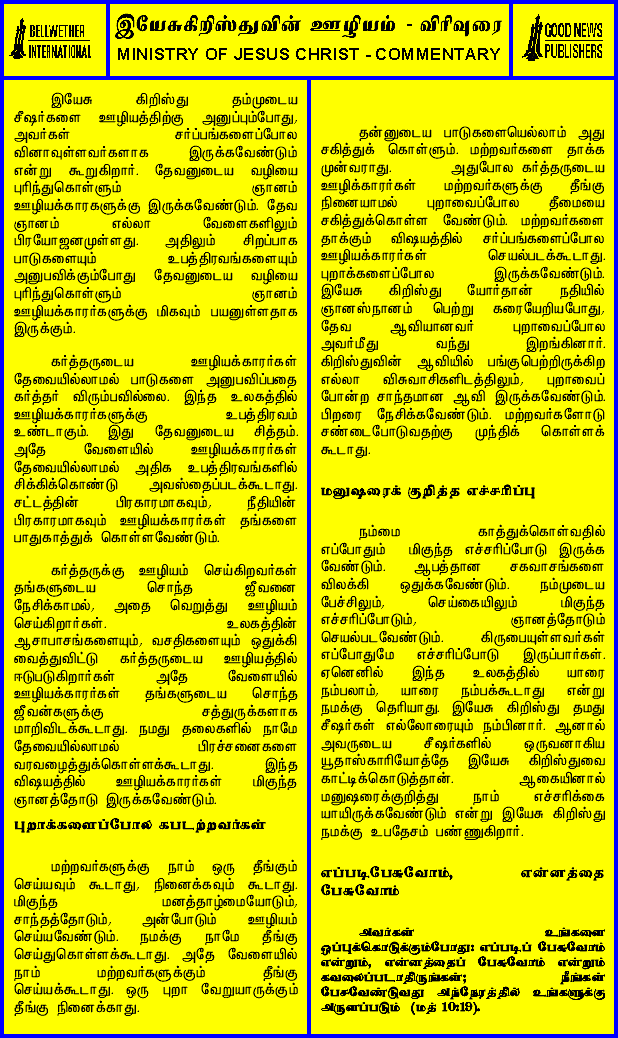 BELLWETHER
INTERNATIONAL
இயேசுகிறிஸ்துவின் ஊழியம் - விரிவுரை
MINISTRY OF JESUS CHRIST - COMMENTARY
GOOD NEWS
PUBLISHERS
இயேசு கிறிஸ்து தம்முடைய
சீஷர்களை ஊழியத்திற்கு அனுப்பும்போது,
அவர்கள் சர்ப்பங்களைப்போல
வினாவுள்ளவர்களாக இருக்கவேண்டும்
என்று கூறுகிறார். தேவனுடைய வழியை
புரிந்துகொள்ளும் ஞானம்
ஊழியக்காரகளுக்கு இருக்கவேண்டும். தேவ
ஞானம் எல்லா வேளைகளிலும்
பிரயோஜனமுள்ளது. அதிலும் சிறப்பாக
பாடுகளையும் உபத்திரவங்களையும்
அனுபவிக்கும்போது தேவனுடைய வழியை
புரிந்துகொள்ளும் ஞானம்
ஊழியக்காரர்களுக்கு மிகவும் பயனுள்ளதாக
இருக்கும்.
கர்த்தருடைய ஊழியக்காரர்கள்
தேவையில்லாமல் பாடுகளை அனுபவிப்பதை
கர்த்தர் விரும்பவில்லை. இந்த உலகத்தில்
ஊழியக்காரர்களுக்கு உபத்திரவம்
உண்டாகும். இது தேவனுடைய சித்தம்.
அதே வேளையில் ஊழியக்காரர்கள்
தேவையில்லாமல் அதிக உபத்திரவங்களில்
சிக்கிக்கொண்டு அவஸ்தைப்படக்கூடாது.
சட்டத்தின் பிரகாரமாகவும், நீதியின்
பிரகாரமாகவும் ஊழியக்காரர்கள் தங்களை
பாதுகாத்துக் கொள்ளவேண்டும்.
கர்த்தருக்கு ஊழியம் செய்கிறவர்கள்
தங்களுடைய சொந்த ஜீவனை
நேசிக்காமல், அதை வெறுத்து ஊழியம்
செய்கிறார்கள். உலகத்தின்
ஆசாபாசங்களையும், வசதிகளையும் ஒதுக்கி
வைத்துவிட்டு கர்த்தருடைய ஊழியத்தில்
ஈடுபடுகிறார்கள் அதே வேளையில்
ஊழியக்காரர்கள் தங்களுடைய சொந்த
ஜீவன்களுக்கு சத்துருக்களாக
மாறிவிடக்கூடாது. நமது தலைகளில் நாமே
தேவையில்லாமல் பிரச்சனைகளை
வரவழைத்துக்கொள்ளக்கூடாது. இந்த
விஷயத்தில் ஊழியக்காரர்கள் மிகுந்த
ஞானத்தோடு இருக்கவேண்டும்.
புறாக்களைப்போல கபடற்றவர்கள்
மற்றவர்களுக்கு நாம் ஒரு தீங்கும்
செய்யவும் கூடாது, நினைக்கவும் கூடாது.
மிகுந்த மனத்தாழ்மையோடும்,
சாந்தத்தோடும், அன்போடும் ஊழியம்
செய்யவேண்டும். நமக்கு நாமே தீங்கு
செய்துகொள்ளக்கூடாது. அதே வேளையில்
நாம் மற்றவர்களுக்கும் தீங்கு
செய்யக்கூடாது. ஒரு புறா வேறுயாருக்கும்
தீங்கு நினைக்காது.
தன்னுடைய பாடுகளையெல்லாம் அது
சகித்துக் கொள்ளும். மற்றவர்களை தாக்க
முன்வராது. அதுபோல கர்த்தருடைய
ஊழிக்காரர்கள் மற்றவர்களுக்கு தீங்கு
நினையாமல் புறாவைப்போல தீமையை
சகித்துக்கொள்ள வேண்டும். மற்றவர்களை
தாக்கும் விஷயத்தில் சர்ப்பங்களைப்போல
ஊழியக்காரர்கள் செயல்படக்கூடாது.
புறாக்களைப்போல இருக்கவேண்டும்.
இயேசு கிறிஸ்து யோர்தான் நதியில்
ஞானஸ்நானம் பெற்று கரையேறியபோது,
தேவ ஆவியானவர் புறாவைப்போல
அவர்மீது வந்து இறங்கினார்.
கிறிஸ்துவின் ஆவியில் பங்குபெற்றிருக்கிற
எல்லா விசுவாசிகளிடத்திலும், புறாவைப்
போன்ற சாந்தமான ஆவி இருக்கவேண்டும்.
பிறரை நேசிக்கவேண்டும். மற்றவர்களோடு
சண்டைபோடுவதற்கு முந்திக் கொள்ளக்
கூடாது.
மனுஷரைக் குறித்த எச்சரிப்பு
நம்மை காத்துக்கொள்வதில்
எப்போதும் மிகுந்த எச்சரிப்போடு இருக்க
வேண்டும். ஆபத்தான சகவாசங்களை
விலக்கி ஒதுக்கவேண்டும். நம்முடைய
பேச்சிலும், செய்கையிலும் மிகுந்த
எச்சரிப்போடும், ஞானத்தோடும்
செயல்படவேண்டும். கிருபையுள்ளவர்கள்
எப்போதுமே எச்சரிப்போடு இருப்பார்கள்.
ஏனெனில் இந்த உலகத்தில் யாரை
நம்பலாம், யாரை நம்பக்கூடாது என்று
நமக்கு தெரியாது. இயேசு கிறிஸ்து தமது
சீஷர்கள் எல்லோரையும் நம்பினார். ஆனால்
அவருடைய சீஷர்களில் ஒருவனாகிய
யூதாஸ்காரியோத்தே இயேசு கிறிஸ்துவை
காட்டிக்கொடுத்தான். ஆகையினால்
மனுஷரைக்குறித்து நாம் எச்சரிக்கை
யாயிருக்கவேண்டும் என்று இயேசு கிறிஸ்து
நமக்கு உபதேசம் பண்ணுகிறார்.
எப்படிபேசுவோம், என்னத்தை
பேசுவோம்
அவர்கள் உங்களை
ஒப்புக்கொடுக்கும்போது: எப்படிப் பேசுவோம்
என்றும், என்னத்தைப் பேசுவோம் என்றும்
கவலைப்படாதிருங்கள்; நீங்கள்
பேசவேண்டுவது அந்நேரத்தில் உங்களுக்கு
அருளப்படும் (மத் 10:19).